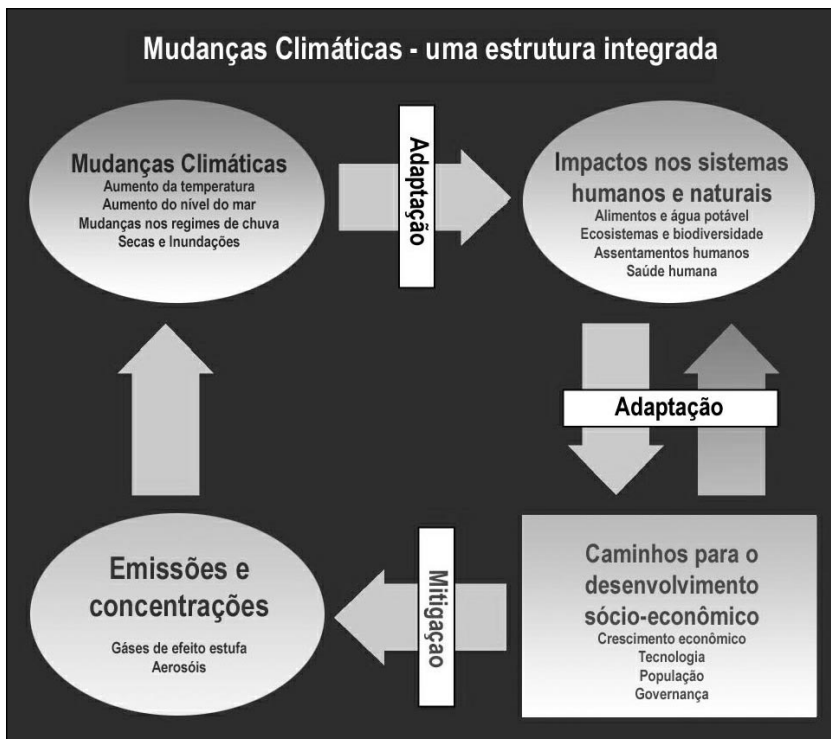 Mudanças Climáticas - uma estrutura integrada
Mudanças Climáticas
Aumento da temperatura
Aumento do nível do mar
Mudanças nos regimes de chuva
Secas e Inundações
Adaptação
Impactos nos sistemas
humanos e naturais
Alimentos e água potável
Ecosistemas e biodiversidade
Assentamentos humanos
Saúde humana
Adaptação
Emissões e
concentrações
Gáses de efeito estufa
Aerosóis
Mitigaçao
Caminhos para o
desenvolvimento
sócio-econômico
Crescimento econômico
Tecnologia
População
Governança